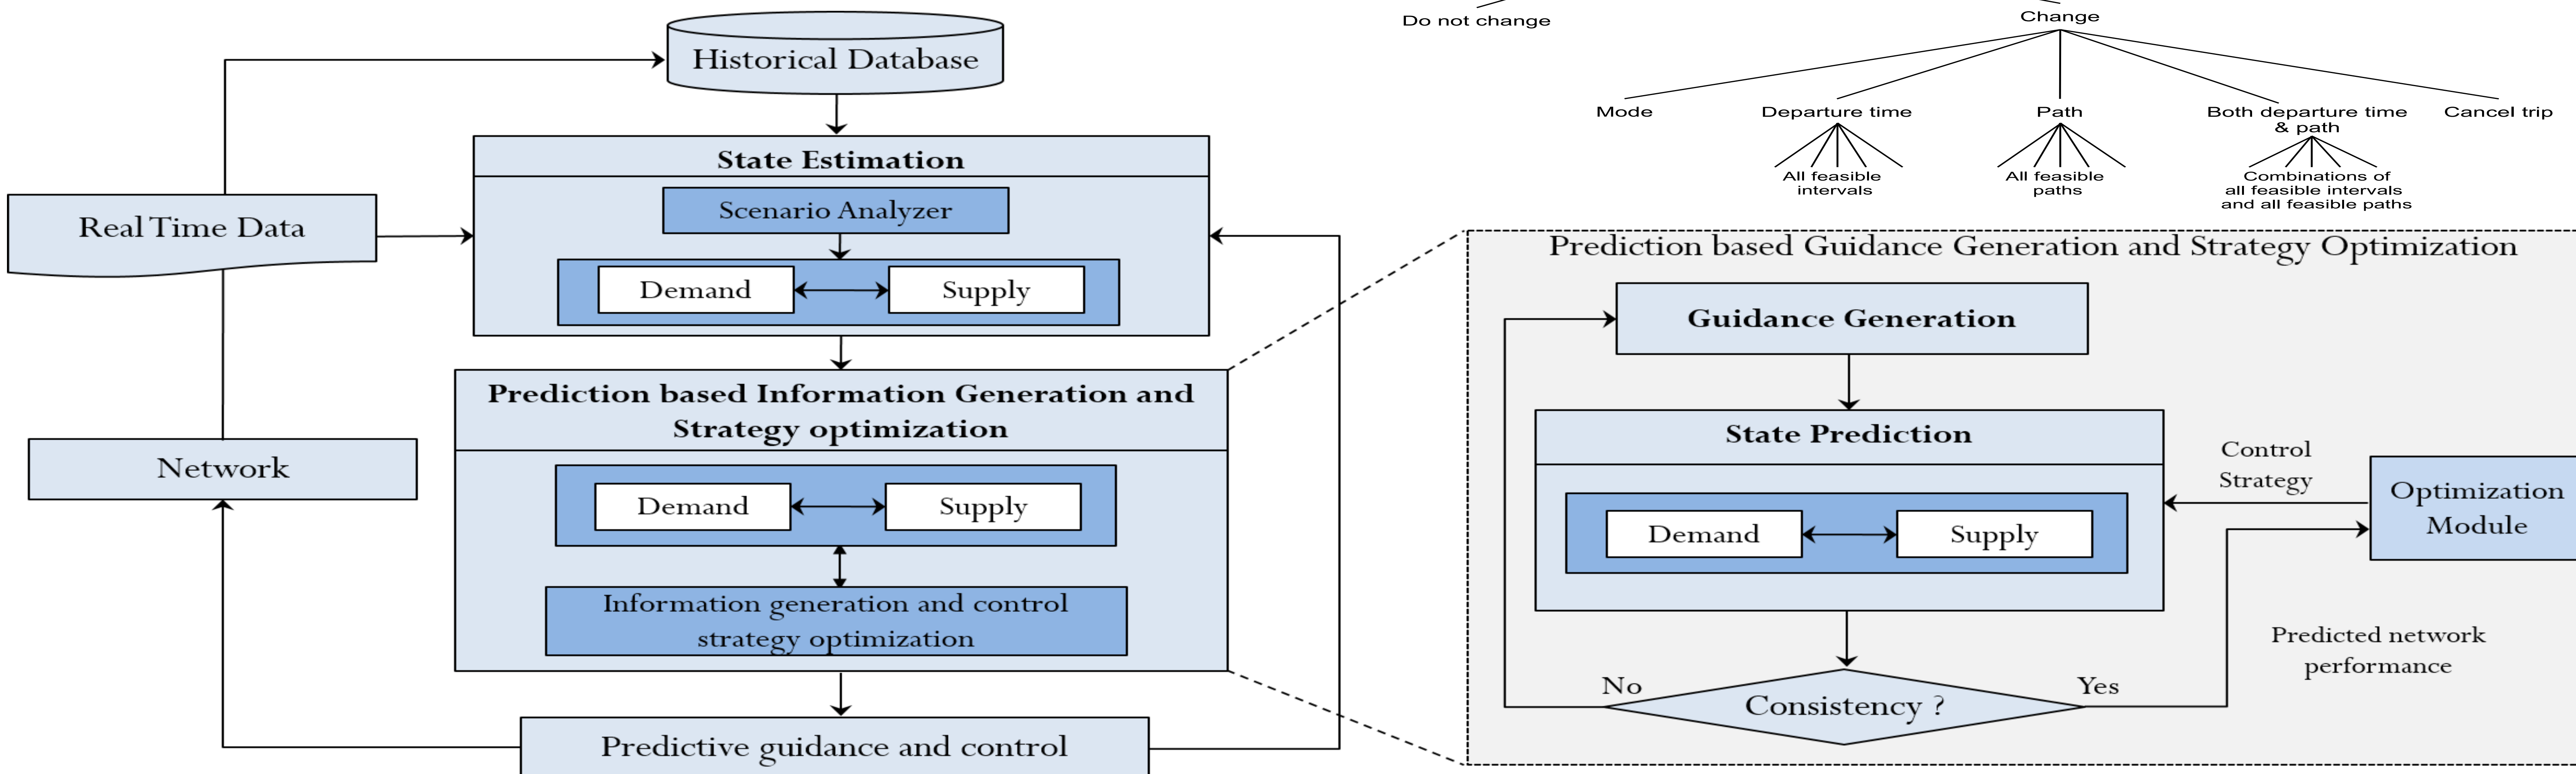 Historical Database
State Estimation
Scenario Analyzer
Demand
Supply
Real Time Data
Prediction based Information Generation and
Strategy optimization
Demand
Supply
Information generation and control
strategy optimization
Network
Predictive guidance and control
Do not change
Change
Mode
Departure time
Path
Both departure time
& path
Cancel trip
All feasible
intervals
All feasible
paths
Combinations of
all feasible intervals
and all feasible paths
Prediction based Guidance Generation and Strategy Optimization
Guidance Generation
State Prediction
Demand
Supply
Control
Strategy
Optimization
Module
Predicted network
performance
No
Consistency ?
Yes